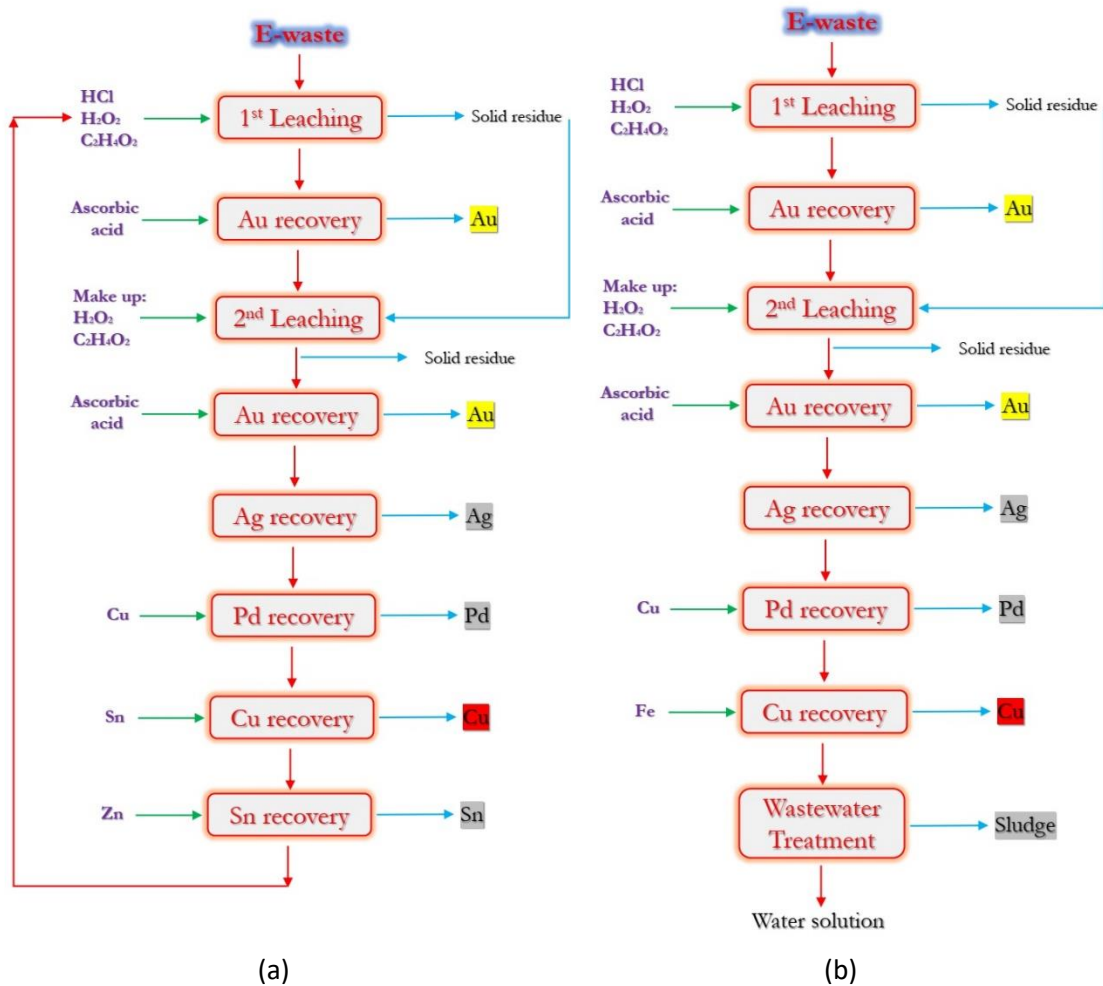 E-waste
HCl
H₂O₂
C₂H₄O₂
1st Leaching
Solid residue
Ascorbic
acid
Au recovery
Au
Make up:
H₂O₂
C₂H₄O₂
2nd Leaching
Solid residue
Ascorbic
acid
Au recovery
Au
Ag recovery
Ag
Cu
Pd recovery
Pd
Sn
Cu recovery
Cu
Zn
Sn recovery
Sn
(a)
E-waste
HCl
H₂O₂
C₂H₄O₂
1st Leaching
Solid residue
Ascorbic
acid
Au recovery
Au
Make up:
H₂O₂
C₂H₄O₂
2nd Leaching
Solid residue
Ascorbic
acid
Au recovery
Au
Ag recovery
Ag
Cu
Pd recovery
Pd
Fe
Cu recovery
Cu
Wastewater
Treatment
Sludge
Water solution
(b)